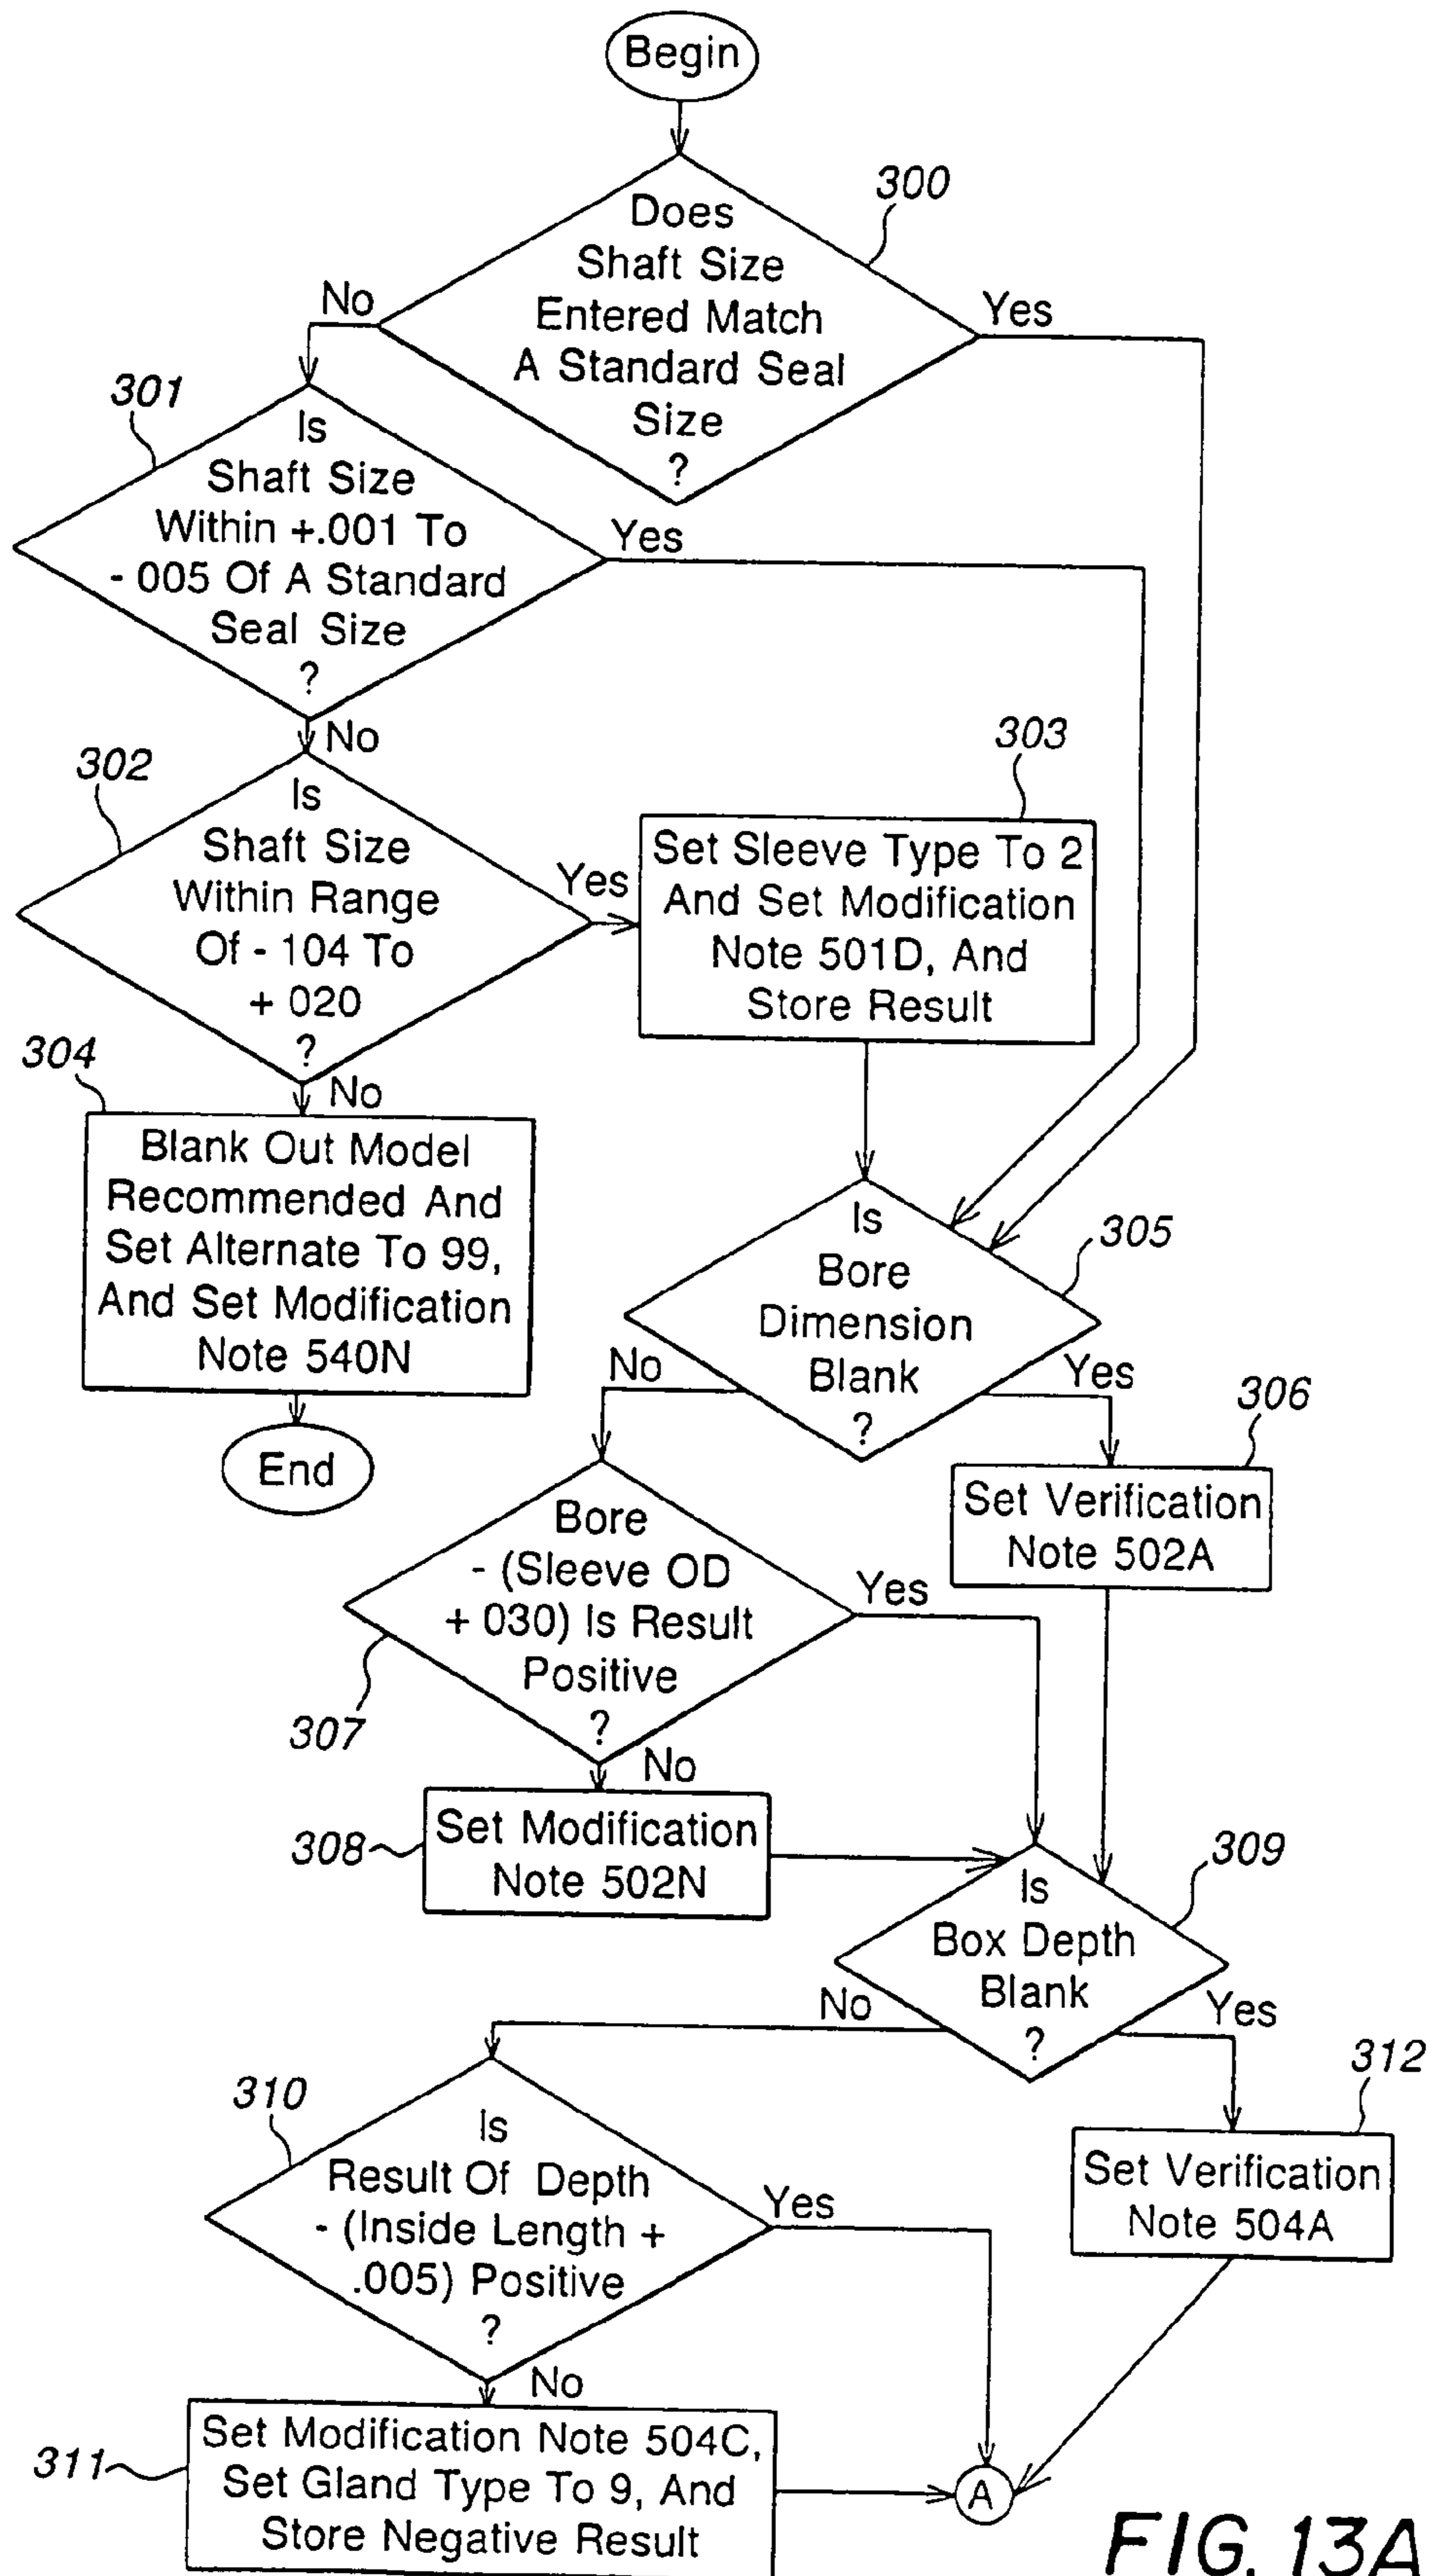 Begin
300
Does
Shaft Size
Entered Match
A Standard Seal
Size
?
No
Yes
301
Is
Shaft Size
Within +.001 To
- 005 Of A Standard
Seal Size
?
Yes
No
302
Is
Shaft Size
Within Range
Of - 104 To
+ 020
?
Yes
No
303
Set Sleeve Type To 2
And Set Modification
Note 501D, And
Store Result
304
Blank Out Model
Recommended And
Set Alternate To 99,
And Set Modification
Note 540N
End
305
Is
Bore
Dimension
Blank
?
No
Yes
306
Set Verification
Note 502A
307
Bore
- (Sleeve OD
+ 030) Is Result
Positive
?
Yes
No
308
Set Modification
Note 502N
309
Is
Box Depth
Blank
?
No
Yes
310
Is
Result Of Depth
- (Inside Length +
.005) Positive
?
Yes
No
312
Set Verification
Note 504A
311
Set Modification Note 504C,
Set Gland Type To 9, And
Store Negative Result
A
FIG. 13A